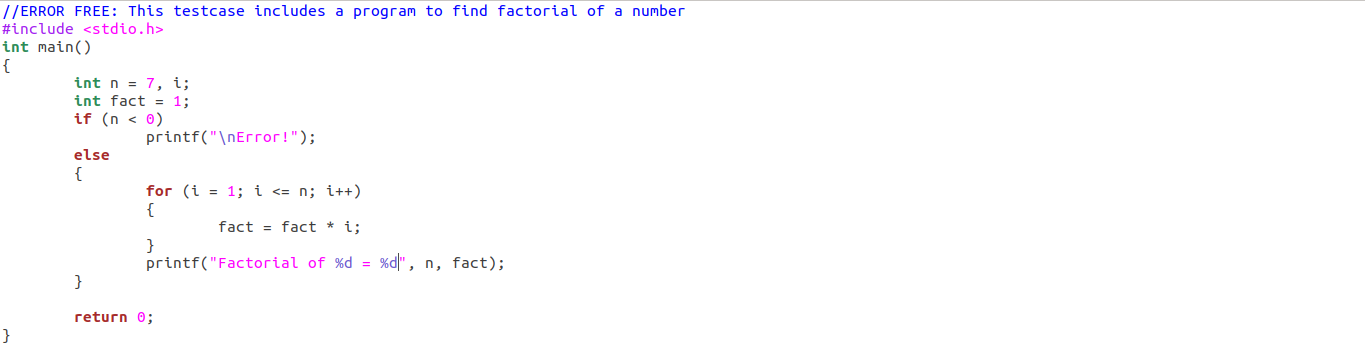 //ERROR FREE: This testcase includes a program to find factorial of a number
#include <stdio.h>
int main()
{
        int n = 7, i;
        int fact = 1;
        if (n < 0)
                printf("\nError!");
        else
        {
                for (i = 1; i <= n; i++)
                {
                        fact = fact * i;
                }
                printf("Factorial of %d = %d", n, fact);
        }

        return 0;
}